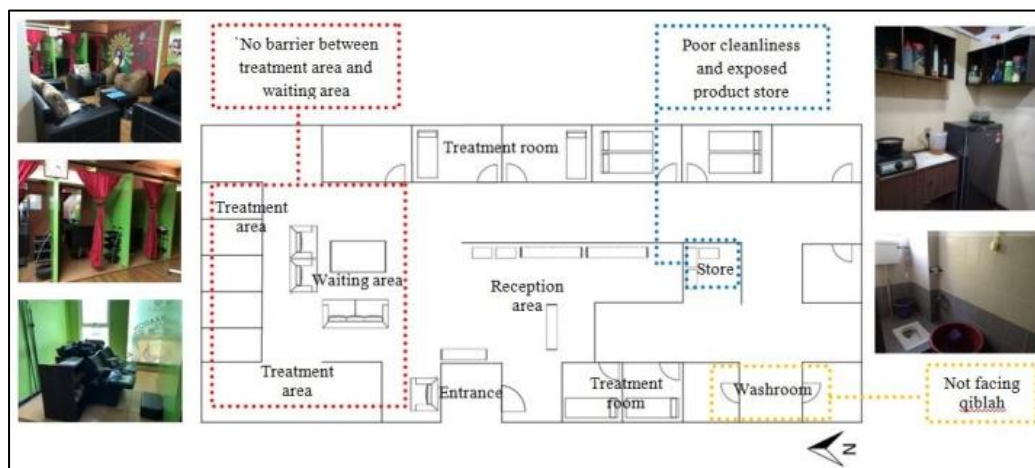 `No barrier between
treatment area and
waiting area
Poor cleanliness
and exposed
product store
Treatment room
Treatment
area
Waiting area
Reception
area
Store
Treatment
area
Entrance
Treatment
room
Washroom
Not facing
qiblah
N